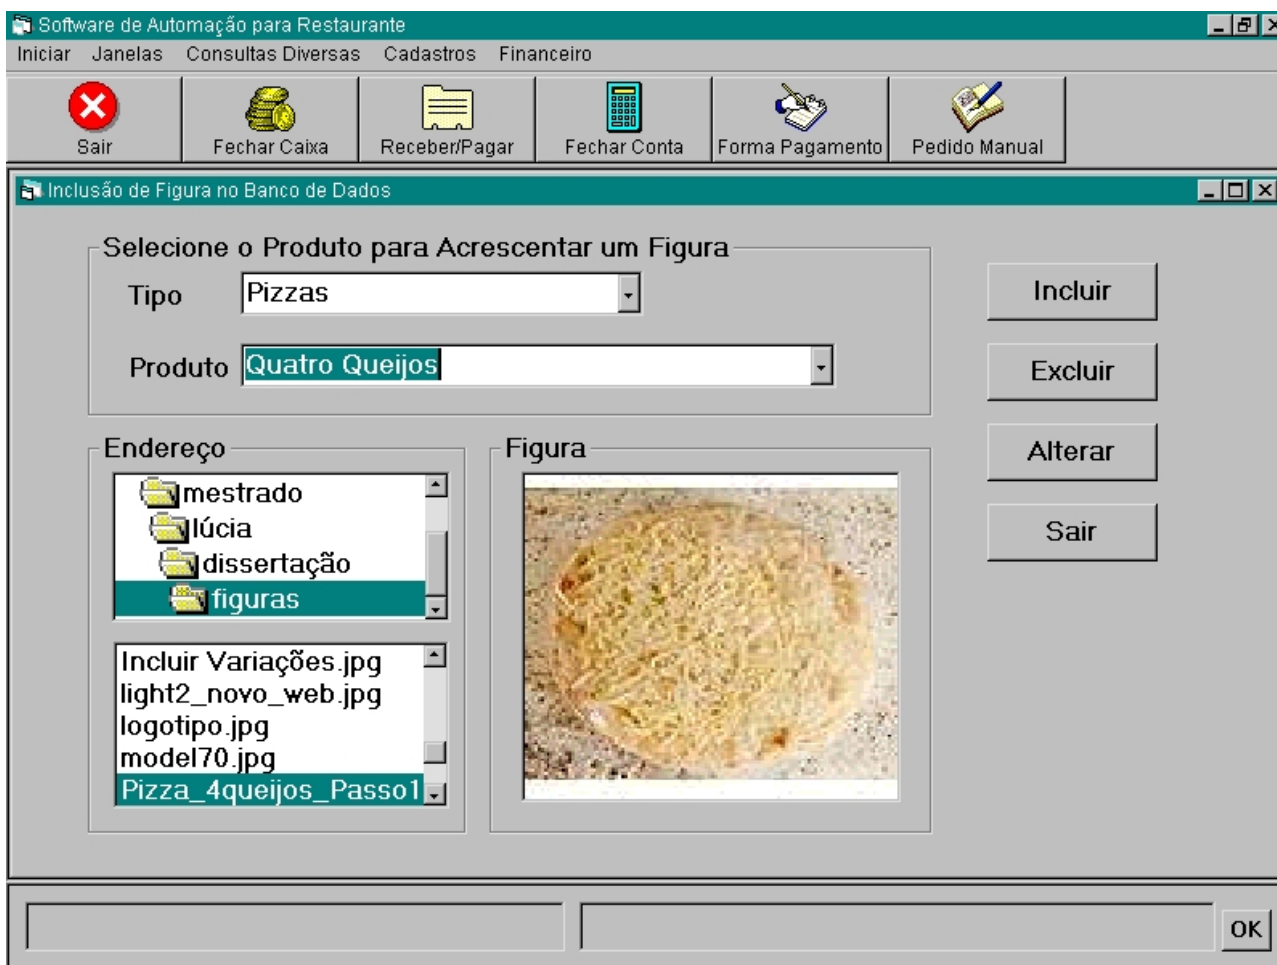 Software de Automação para Restaurante
Iniciar Janelas Consultas Diversas Cadastros Financeiro
Sair Fechar Caixa Receber/Pagar Fechar Conta Forma Pagamento Pedido Manual
Inclusão de Figura no Banco de Dados
Selecione o Produto para Acrescentar um Figura
Tipo Pizzas
Produto Quatro Queijos
Incluir
Excluir
Alterar
Sair
Endereço
mestrado
lúcia
dissertação
figuras
Incluir Variações.jpg
light2_novo_web.jpg
logotipo.jpg
model70.jpg
Pizza_4queijos_Passo1
Figura
OK